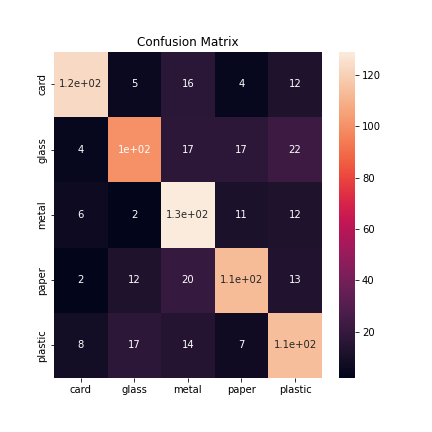 Confusion Matrix
card 1.2e+02 5 16 4 12
glass 4 1e+02 17 17 22
metal 6 2 1.3e+02 11 12
paper 2 12 20 1.1e+02 13
plastic 8 17 14 7 1.1e+02
card glass metal paper plastic
120
100
80
60
40
20